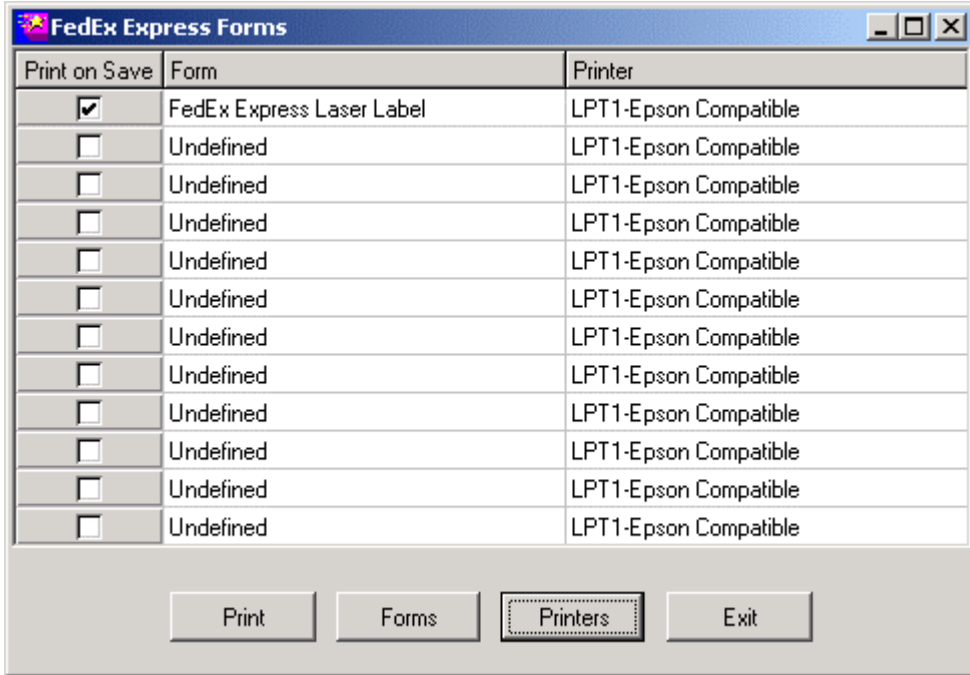 FedEx Express Forms
Print on Save Form Printer
FedEx Express Laser Label LPT1-Epson Compatible
Undefined LPT1-Epson Compatible
Undefined LPT1-Epson Compatible
Undefined LPT1-Epson Compatible
Undefined LPT1-Epson Compatible
Undefined LPT1-Epson Compatible
Undefined LPT1-Epson Compatible
Undefined LPT1-Epson Compatible
Undefined LPT1-Epson Compatible
Undefined LPT1-Epson Compatible
Undefined LPT1-Epson Compatible
Undefined LPT1-Epson Compatible
Print Forms Printers Exit